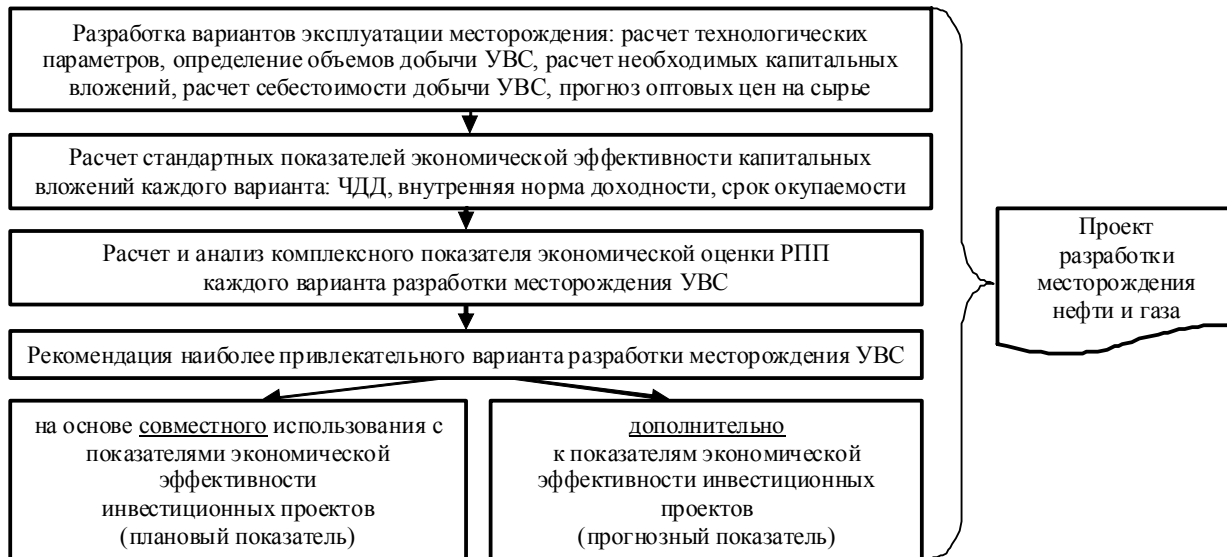 Разработка вариантов эксплуатации месторождения: расчет технологических
параметров, определение объемов добычи УВС, расчет необходимых капитальных
вложений, расчет себестоимости добычи УВС, прогноз оптовых цен на сырье
Расчет стандартных показателей экономической эффективности капитальных
вложений каждого варианта: ЧДД, внутренняя норма доходности, срок окупаемости
Расчет и анализ комплексного показателя экономической оценки РПП
каждого варианта разработки месторождения УВС
Рекомендация наиболее привлекательного варианта разработки месторождения УВС
на основе совместного использования с
показателями экономической
эффективности
инвестиционных проектов
(плановый показатель)
дополнительно
к показателям экономической
эффективности инвестиционных
проектов
(прогнозный показатель)
Проект
разработки
месторождения
нефти и газа